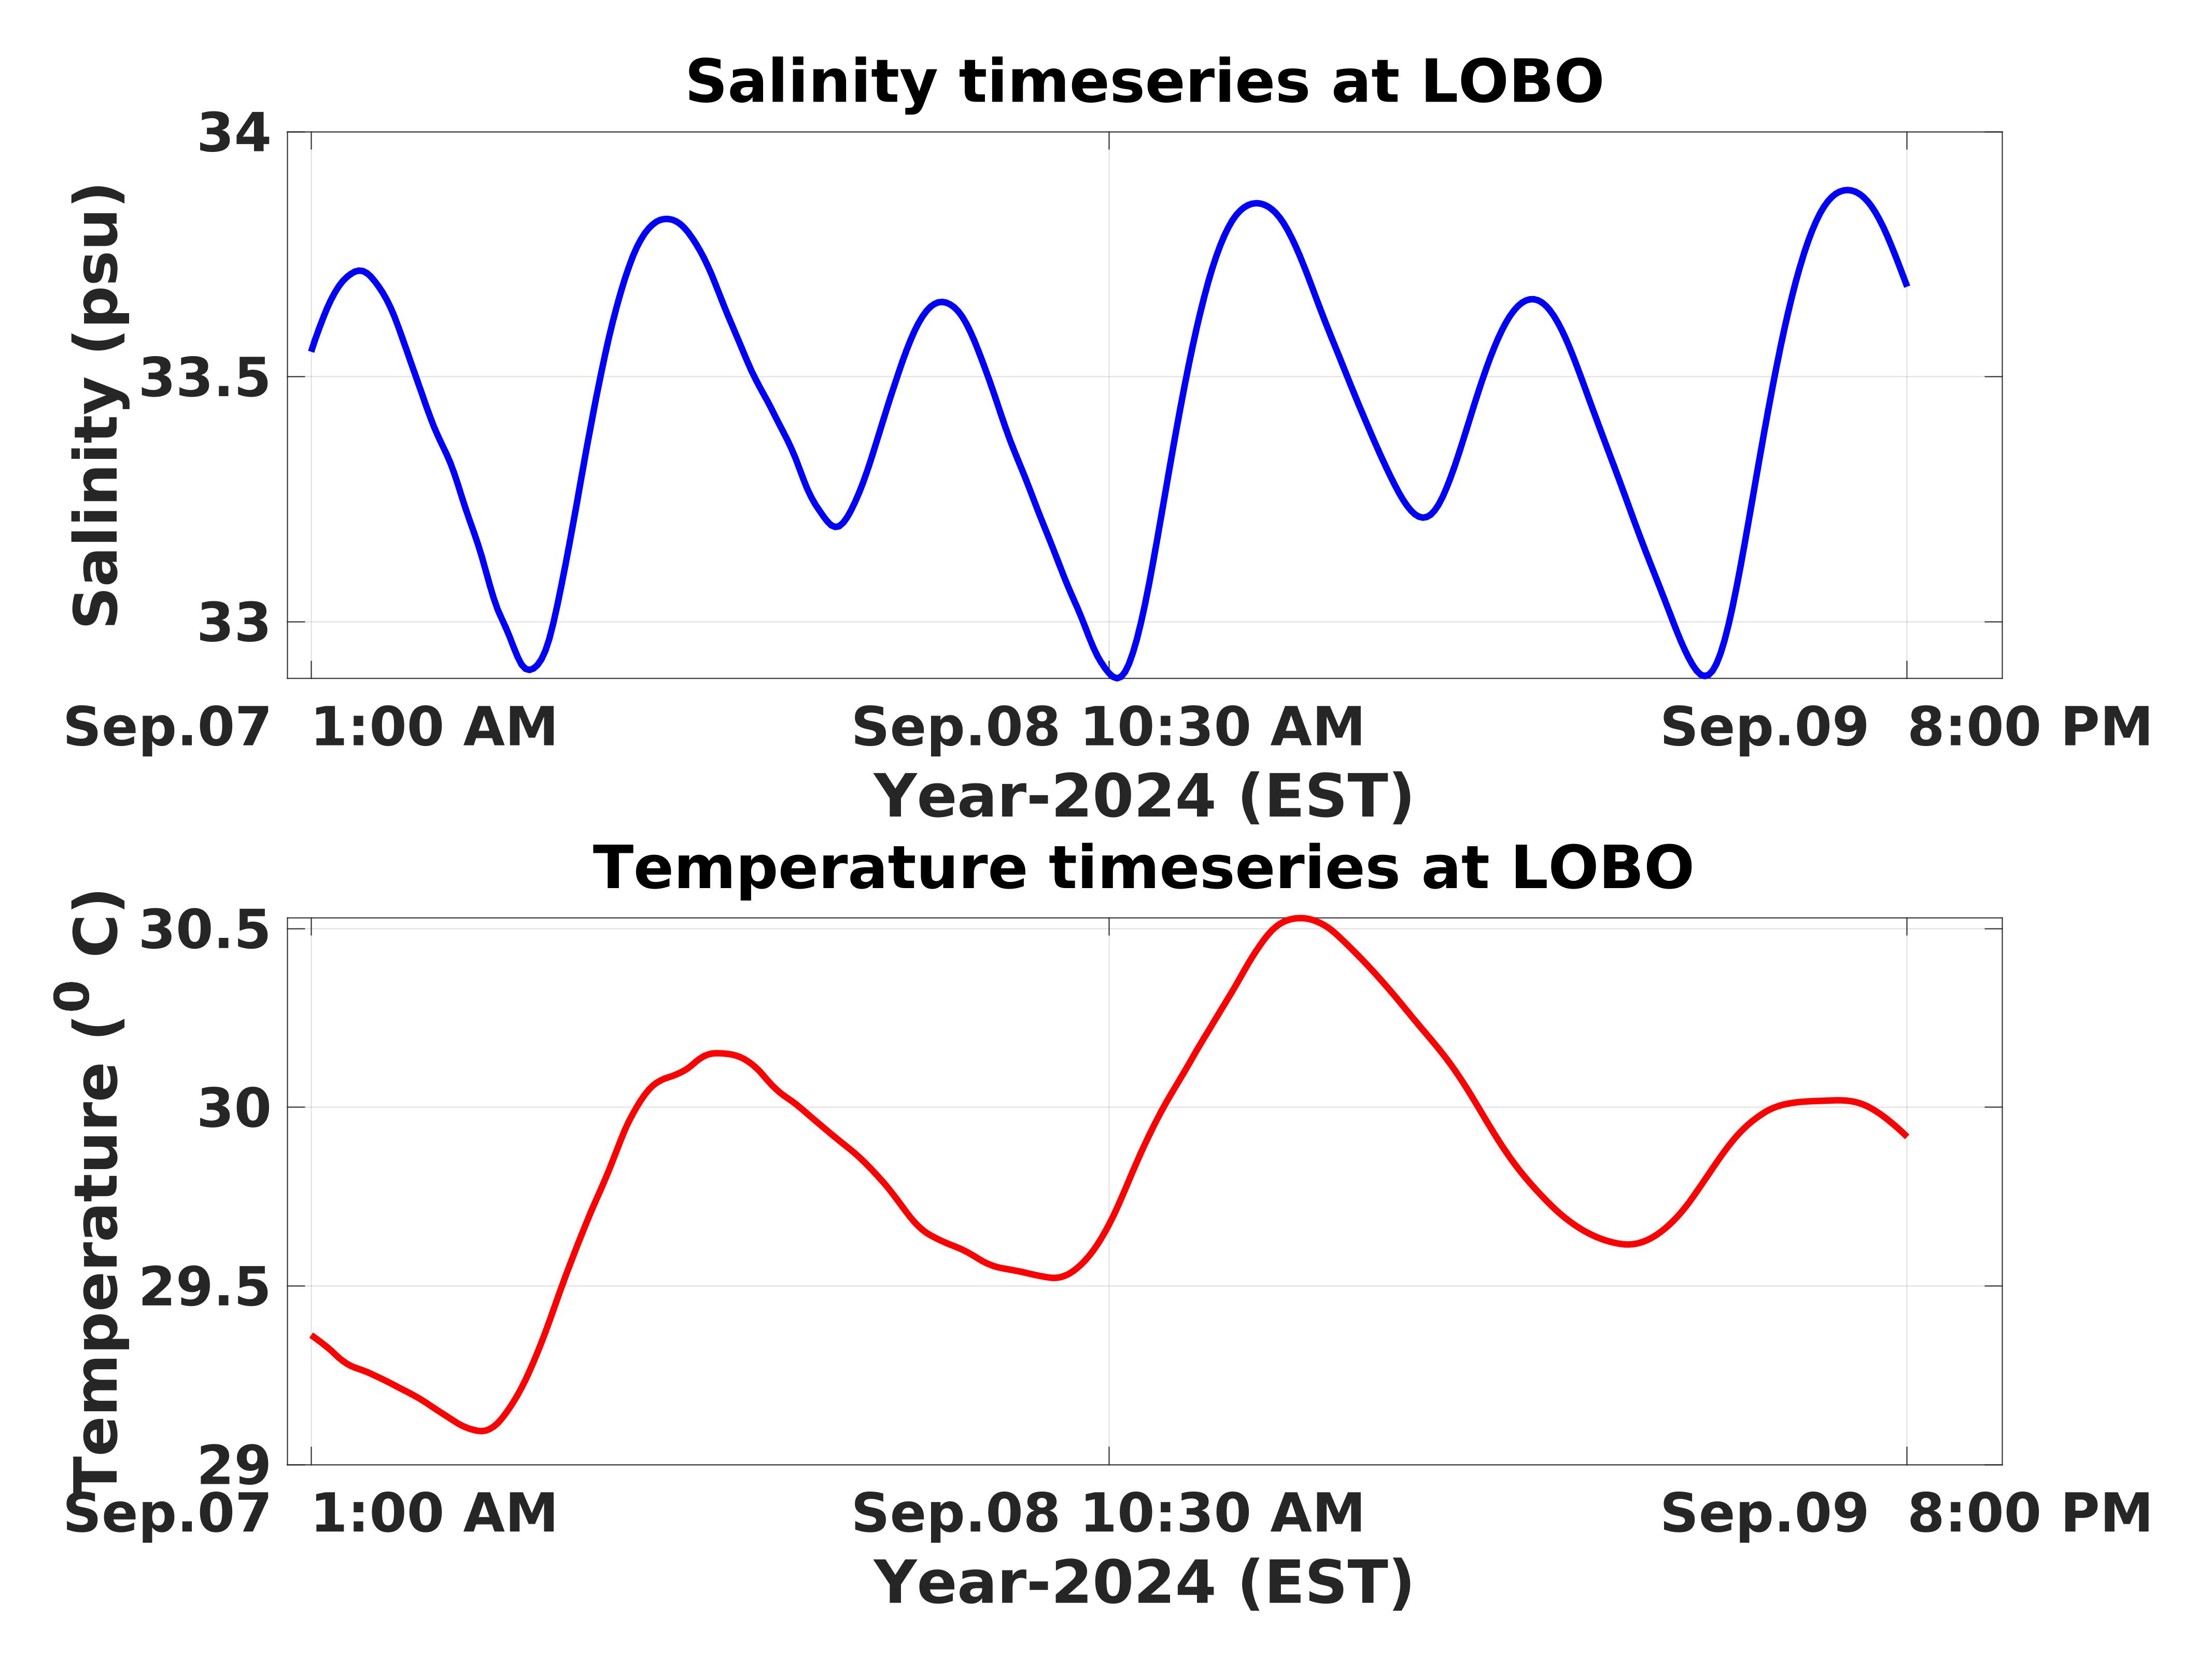 Salinity timeseries at LOBO
Salinity (psu)
34
33.5
33
Sep.07  1:00 AM
Sep.08 10:30 AM
Sep.09  8:00 PM
Year-2024 (EST)
Temperature timeseries at LOBO
Temperature (⁰ C)
30.5
30
29.5
29
Sep.07  1:00 AM
Sep.08 10:30 AM
Sep.09  8:00 PM
Year-2024 (EST)